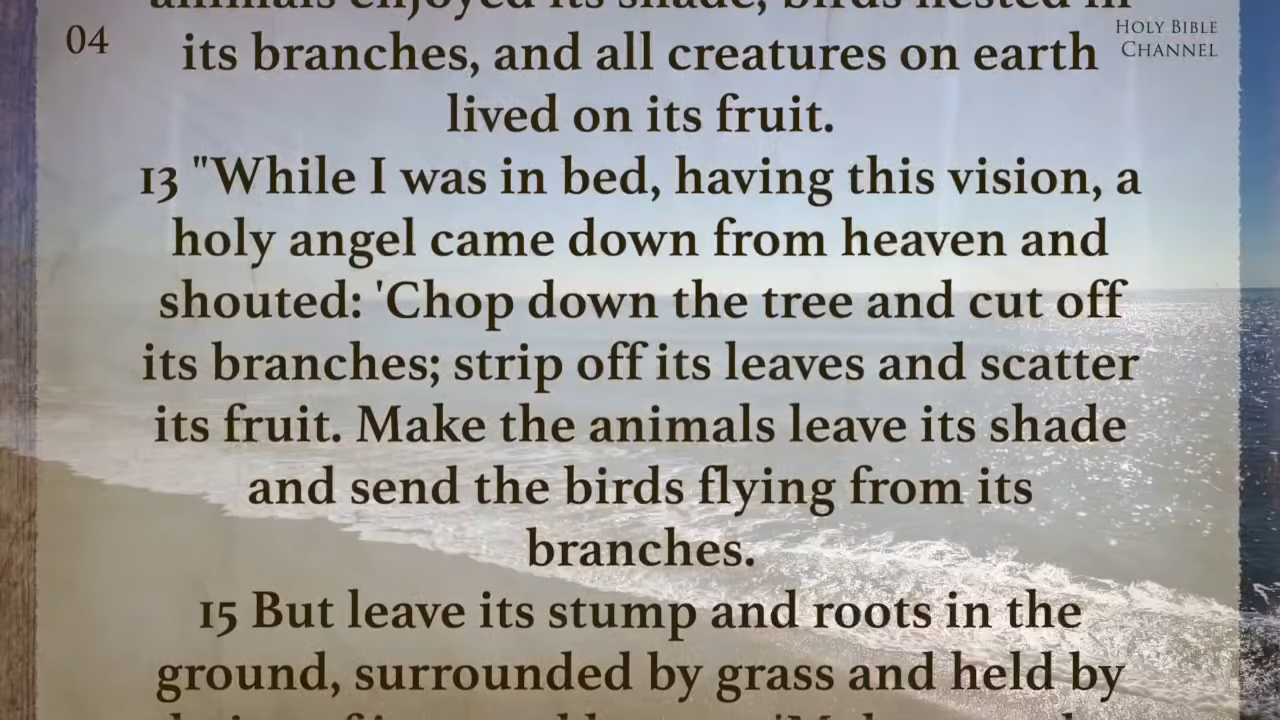 animals enjoyed its shade, birds nested in
04
HOLY BIBLE
CHANNEL
its branches, and all creatures on earth
lived on its fruit.
13 "While I was in bed, having this vision, a
holy angel came down from heaven and
shouted: 'Chop down the tree and cut off
its branches; strip off its leaves and scatter
its fruit. Make the animals leave its shade
and send the birds flying from its
branches.
15 But leave its stump and roots in the
ground, surrounded by grass and held by